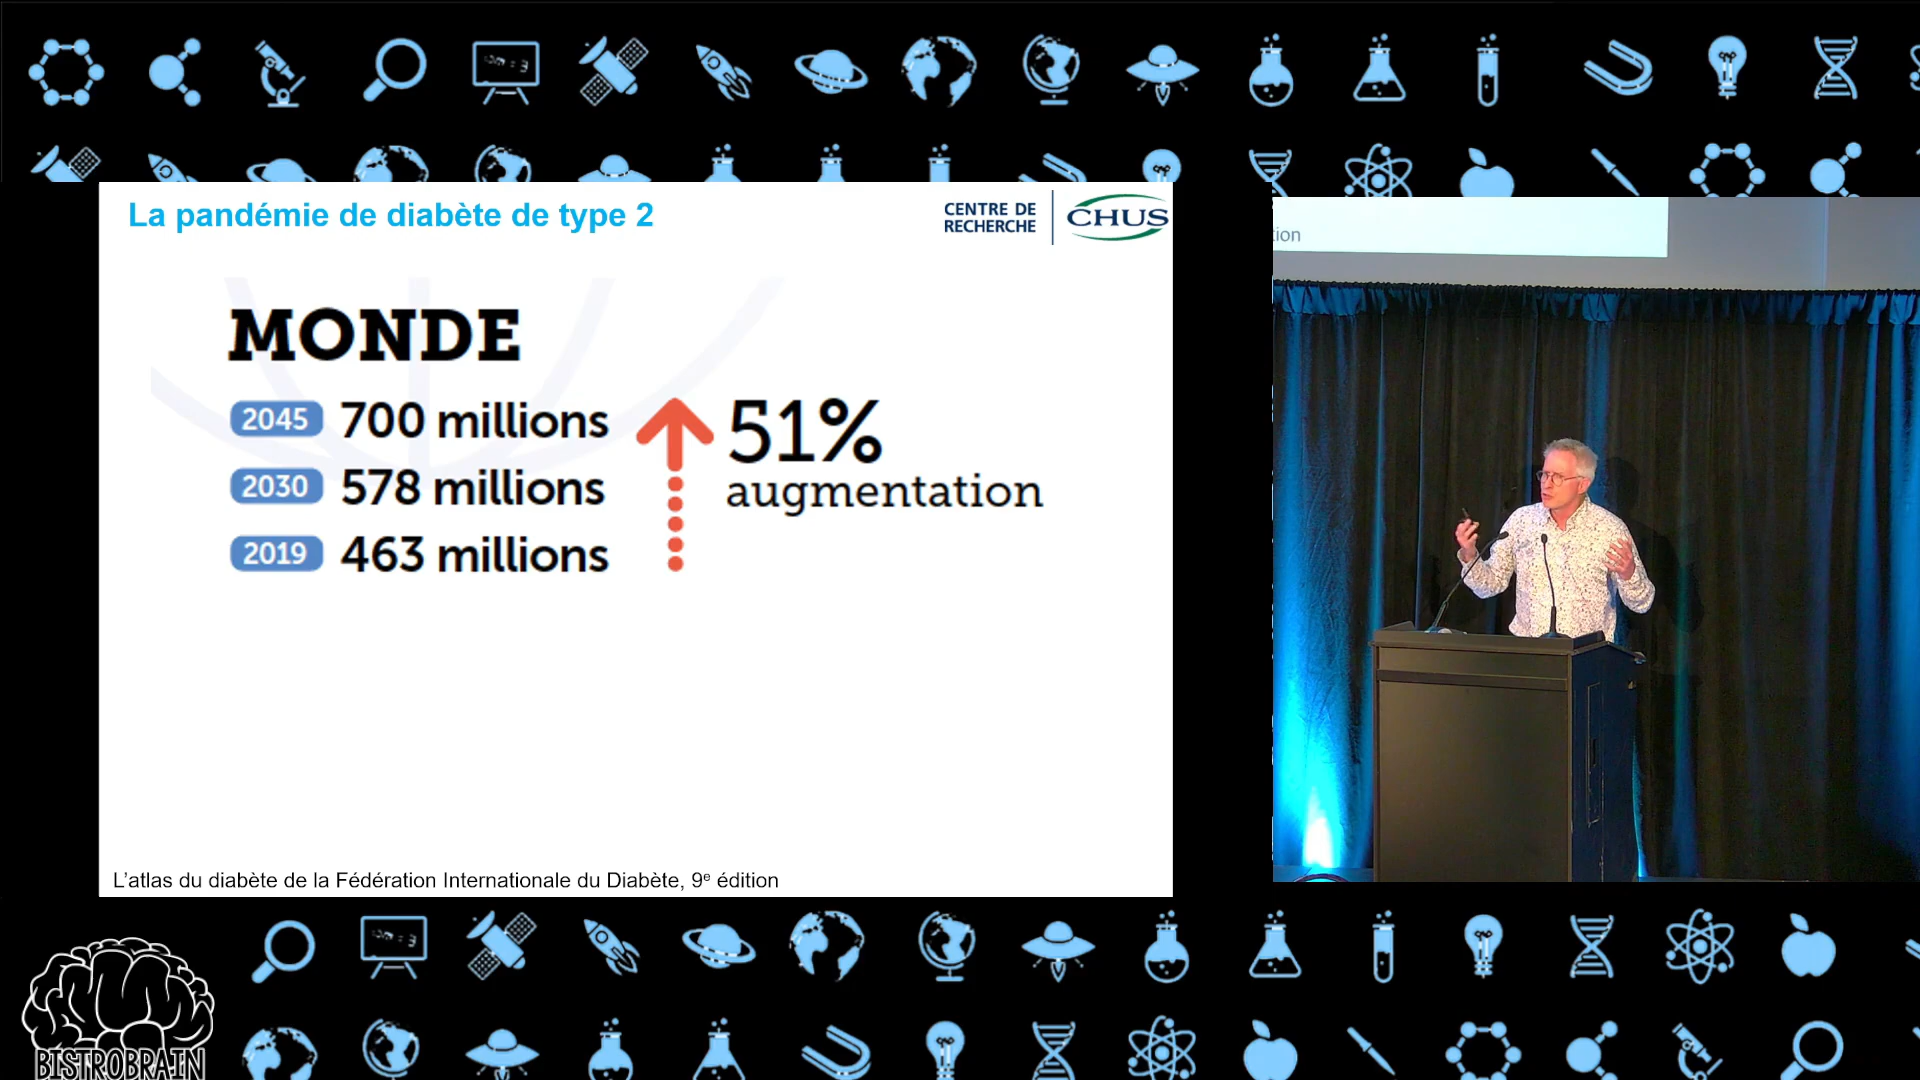 La pandémie de diabète de type 2
CENTRE DE
RECHERCHE
CHUS
MONDE
2045 700 millions
2030 578 millions
2019 463 millions
51%
augmentation
L'atlas du diabète de la Fédération Internationale du Diabète, 9e édition
tion
BISTROBRAIN